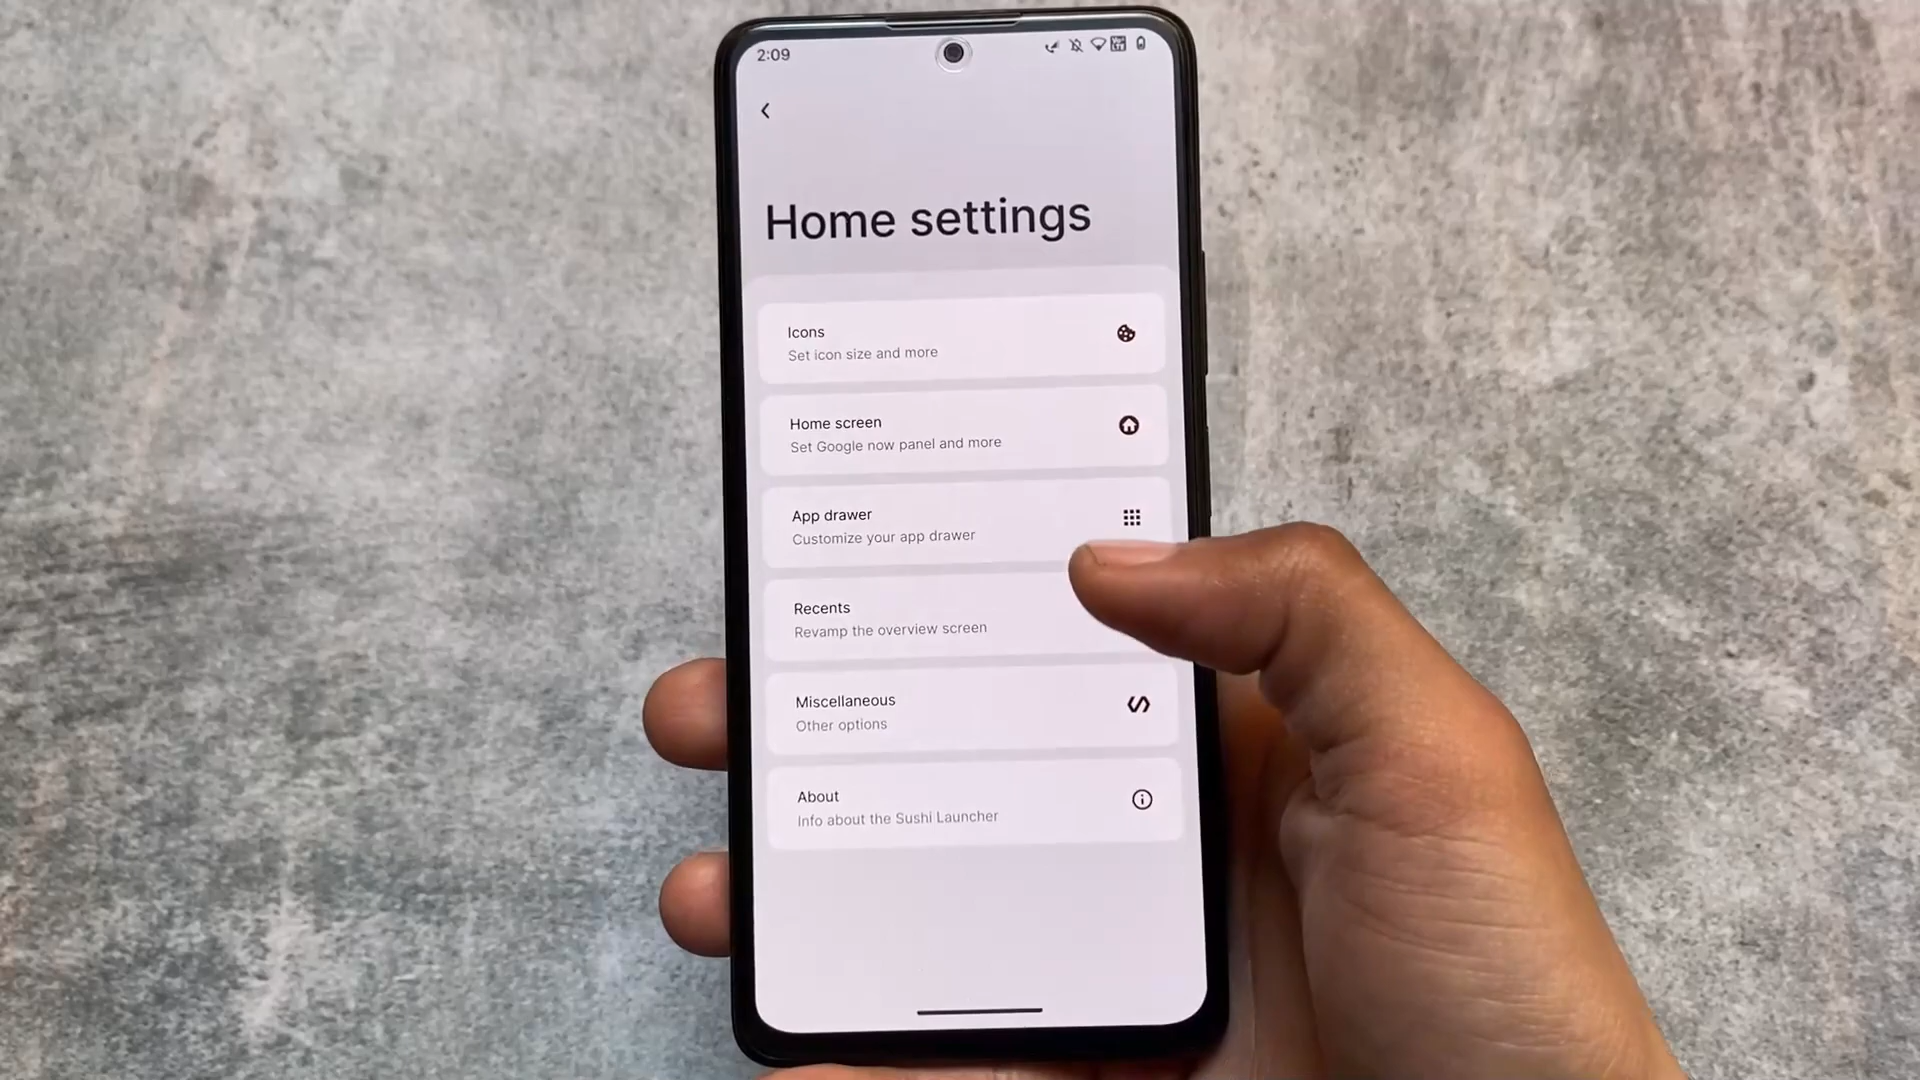 2:09
Home settings
Icons
Set icon size and more
Home screen
Set Google now panel and more
App drawer
Customize your app drawer
Recents
Revamp the overview screen
Miscellaneous
Other options
About
Info about the Sushi Launcher